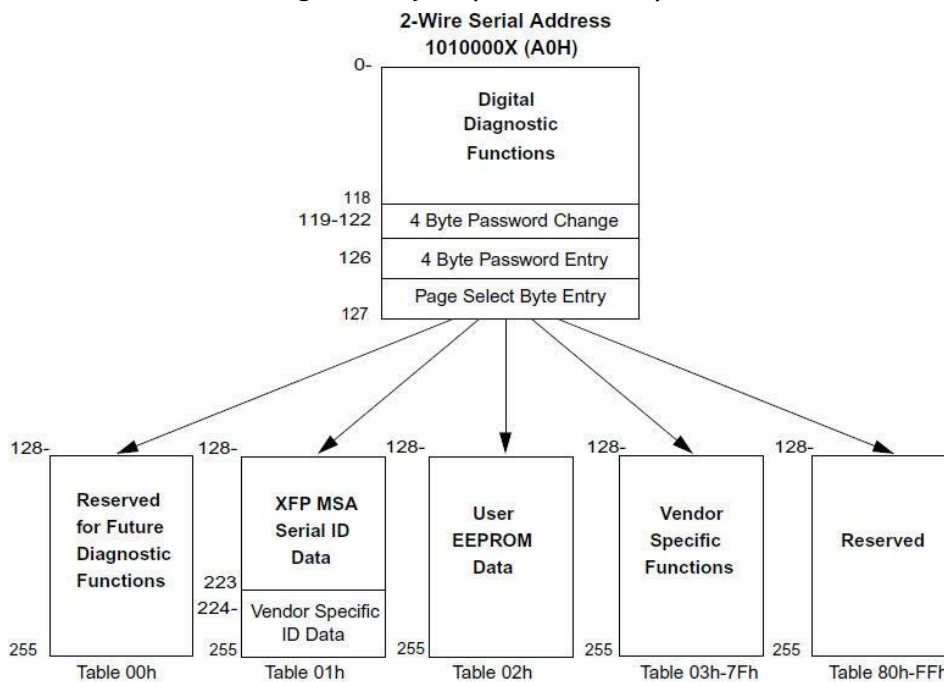 2-Wire Serial Address
1010000X (A0H)
0-
Digital
Diagnostic
Functions
118
119-122 4 Byte Password Change
126 4 Byte Password Entry
Page Select Byte Entry
127
128- 128- 128- 128- 128-
Reserved
for Future
Diagnostic
Functions
255
Table 00h
XFP MSA
Serial ID
Data
223
224-
Vendor Specific
ID Data
255
Table 01h
User
EEPROM
Data
255
Table 02h
Vendor
Specific
Functions
255
Table 03h-7Fh
Reserved
255
Table 80h-FFh